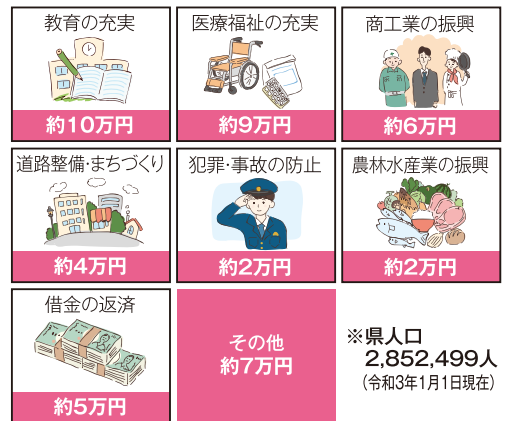 教育の充実
約10万円
医療福祉の充実
約9万円
商工業の振興
約6万円
道路整備・まちづくり
約4万円
犯罪・事故の防止
約2万円
農林水産業の振興
約2万円
借金の返済
約5万円
その他
約7万円
※県人口
2,852,499人
（令和3年1月1日現在）